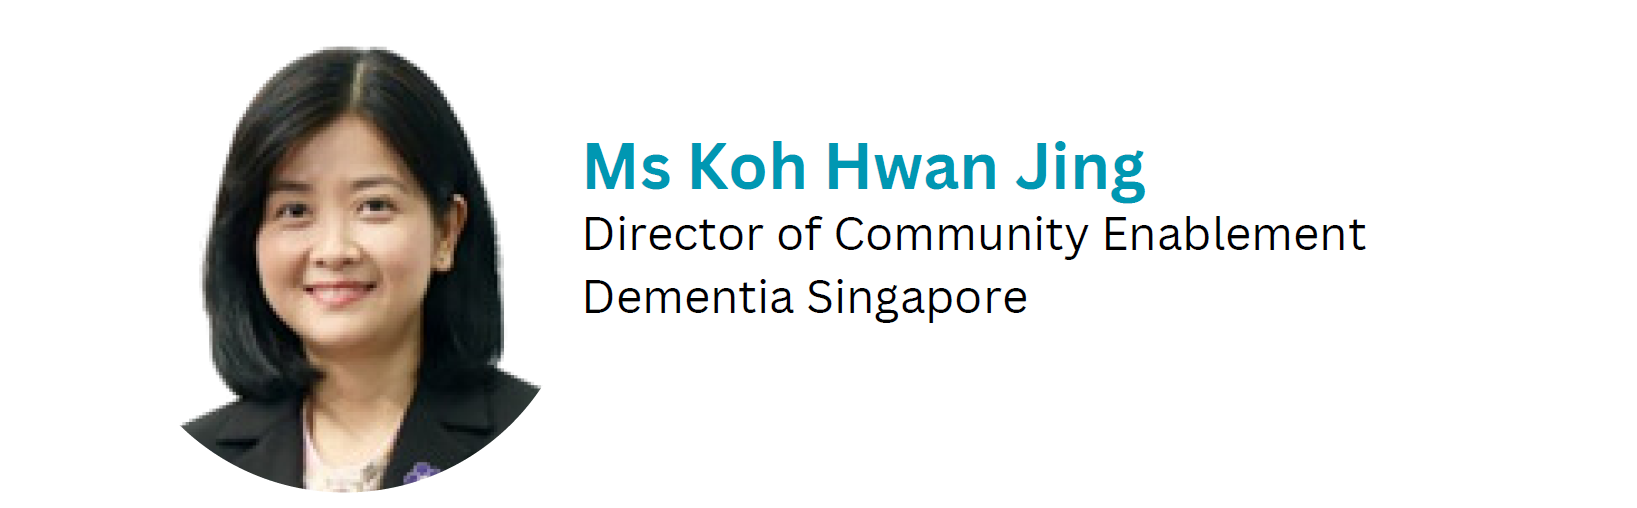 Ms Koh Hwan Jing
Director of Community Enablement
Dementia Singapore